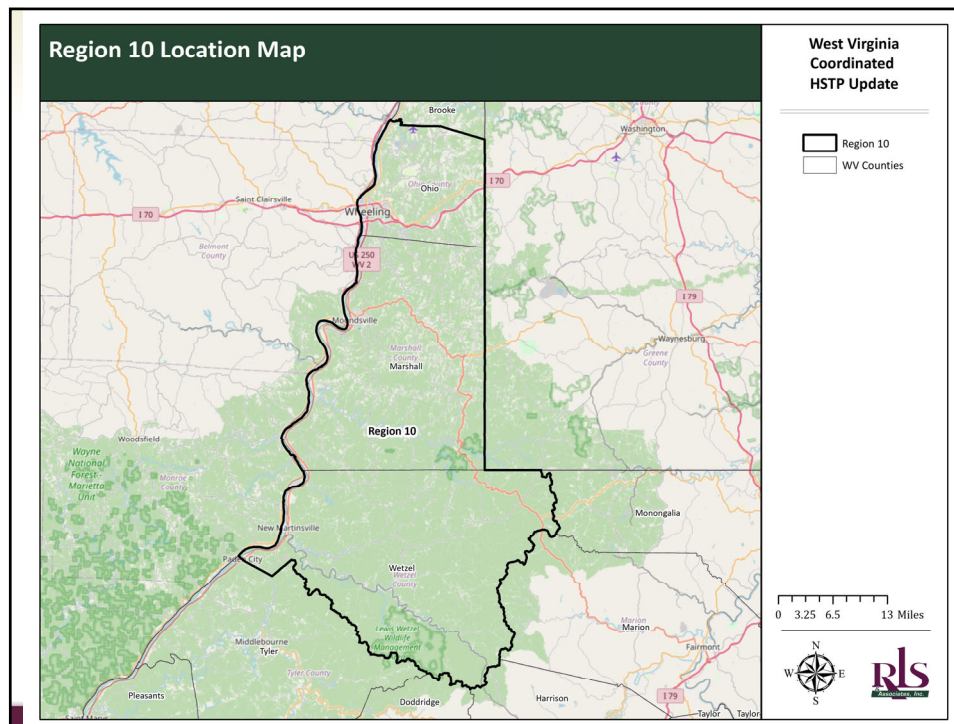 Region 10 Location Map
West Virginia
Coordinated
HSTP Update
Region 10
WV Counties
Brooke
Washington
Ohio County
Ohio
I 70
Saint Clairsville
I 70
Wheeling
Belmont
County
US 250
WV 2
I 79
Moundsville
Waynesburg
Marshall
County
Marshall
Greene
County
Region 10
Woodsfield
Wayne
National
Forest -
Marietta
Unit
Monroe
County
Monongalia
New Martinsville
Paden City
Wetzel
Wetzel
County
0 3.25 6.5 13 Miles
Lewis Wetzel
Wildlife
Management
Marion
Marion
County
Middlebourne
Tyler
Fairmont
Tyler County
N
W E
S
RLS
& Associates, Inc.
Pleasants
Doddridge
Harrison
I 79
Taylor